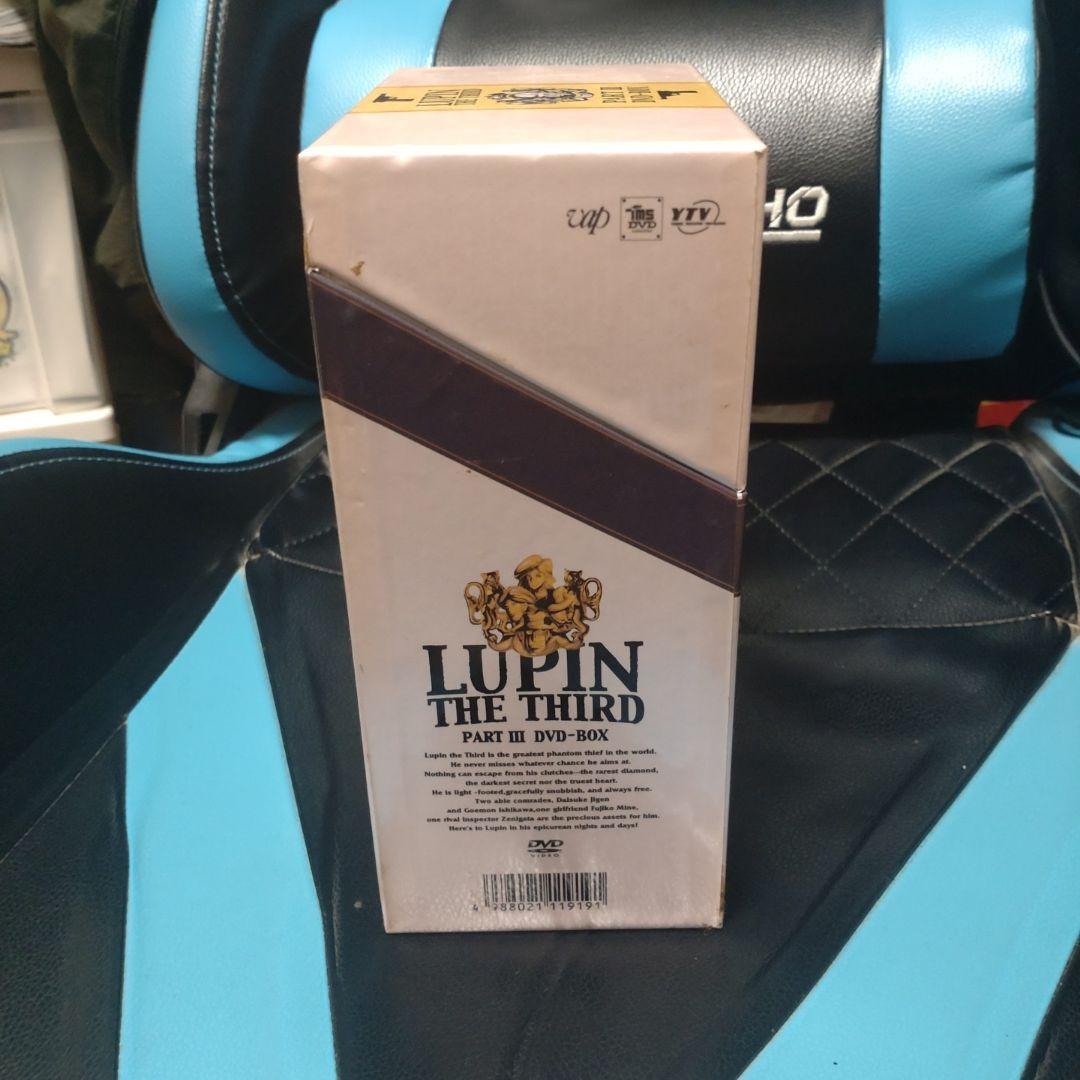 LUPIN
THE THIRD
DVD-BOX
vap
TMS
DVD
YTV
HO
LUPIN
THE THIRD
PART III DVD-BOX
Lupin the Third is the greatest phantom thief in the world.
He never misses whatever chance he aims at.
Nothing can escape from his clutches—the rarest diamond,
the darkest secret nor the truest heart.
He is light -footed,gracefully snobbish, and always free.
Two able comrades, Daisuke Jigen
and Goemon Ishikawa,one girlfriend Fujiko Mine,
one rival inspector Zenigata are the precious assets for him.
Here's to Lupin in his epicurean nights and days!
DVD
VIDEO
4 988021 119191